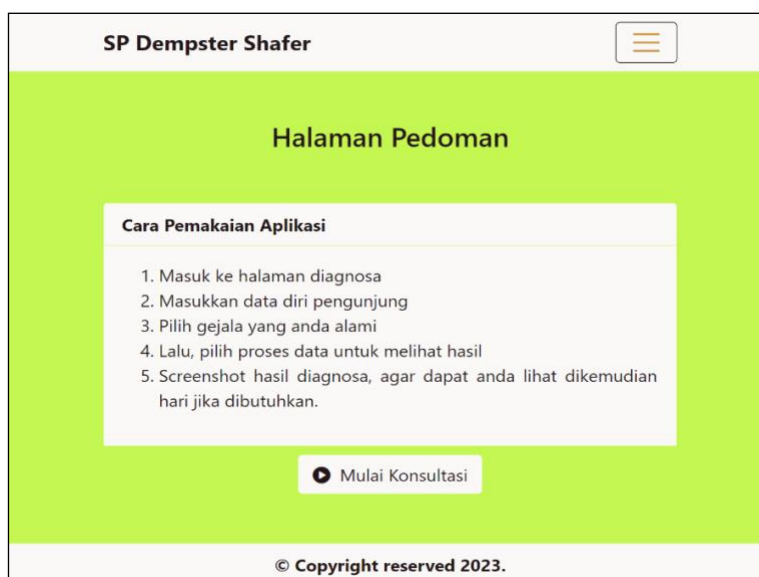 SP Dempster Shafer
Halaman Pedoman
Cara Pemakaian Aplikasi
1. Masuk ke halaman diagnosa
2. Masukkan data diri pengunjung
3. Pilih gejala yang anda alami
4. Lalu, pilih proses data untuk melihat hasil
5. Screenshot hasil diagnosa, agar dapat anda lihat dikemudian
hari jika dibutuhkan.
Mulai Konsultasi
© Copyright reserved 2023.